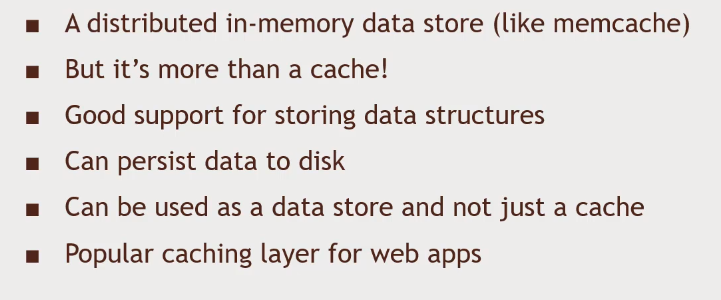 ■ A distributed in-memory data store (like memcache)
■ But it's more than a cache!
■ Good support for storing data structures
■ Can persist data to disk
■ Can be used as a data store and not just a cache
■ Popular caching layer for web apps